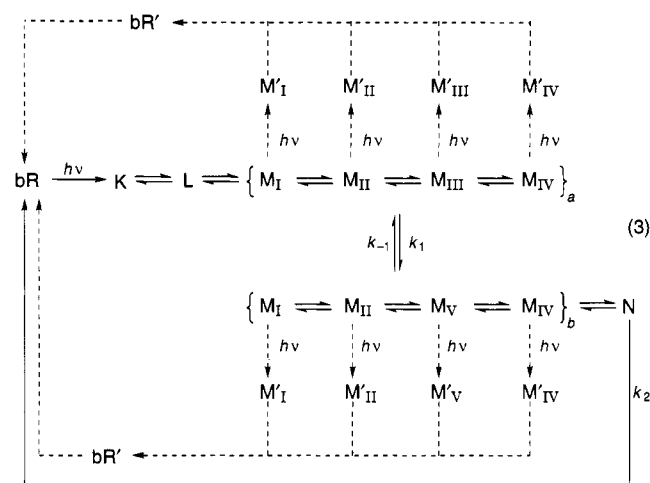 bR'
M'I M'II M'III M'IV
hν hν hν hν
bR hν K L { MI MII MIII MIV }a
k−1 k1 (3)
{ MI MII MV MIV }b N
hν hν hν hν
M'I M'II M'V M'IV k2
bR'